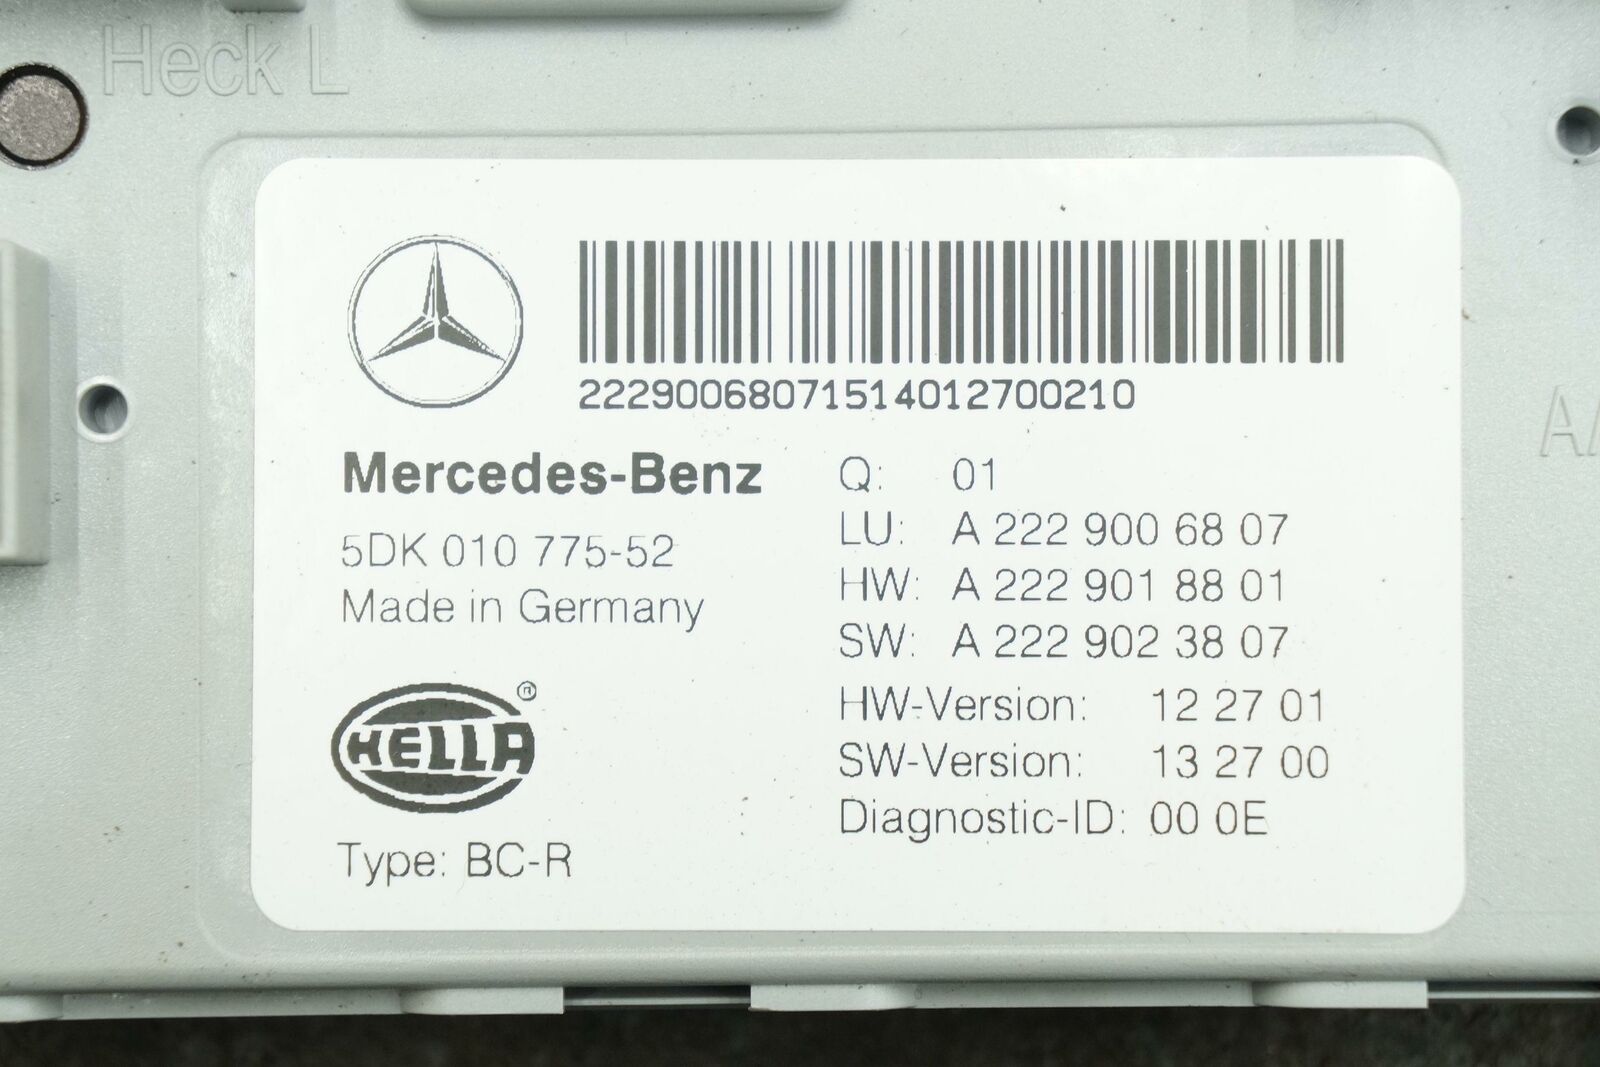 Heck L
2229006807151401270​0210
Mercedes-Benz
5DK 010 775-52
Made in Germany
HELLA ®
Type: BC-R
Q: 01
LU: A 222 900 68 07
HW: A 222 901 88 01
SW: A 222 902 38 07
HW-Version: 12 27 01
SW-Version: 13 27 00
Diagnostic-ID: 00 0E